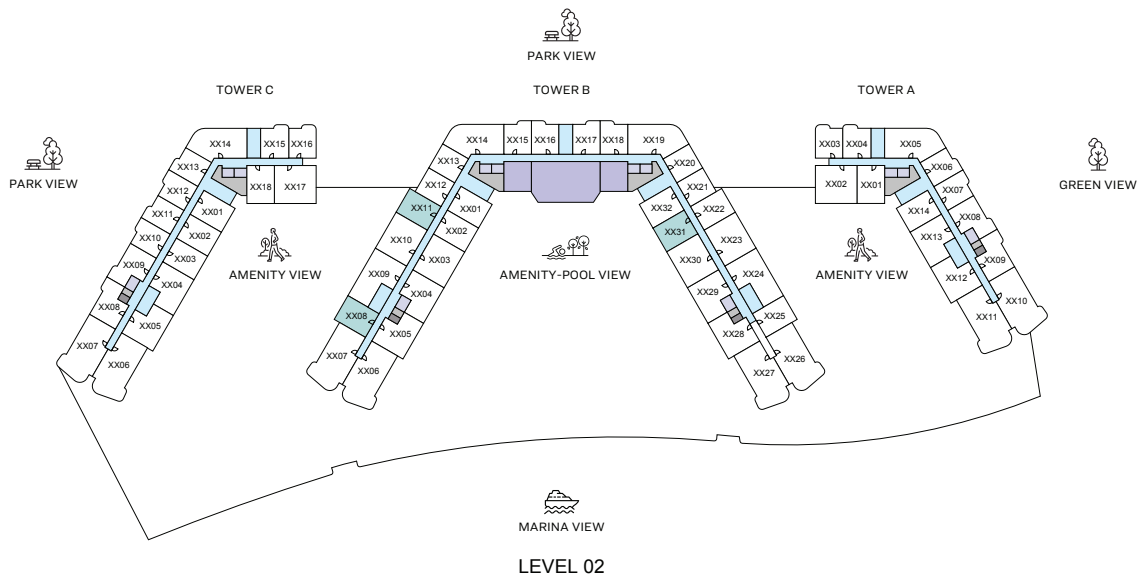 PARK VIEW
TOWER C
TOWER B
TOWER A
PARK VIEW
GREEN VIEW
AMENITY VIEW
AMENITY-POOL VIEW
AMENITY VIEW
XX14
XX15
XX16
XX13
XX12
XX11
XX10
XX09
XX08
XX07
XX06
XX05
XX04
XX03
XX02
XX01
XX18
XX17
XX14
XX15
XX16
XX17
XX18
XX19
XX13
XX12
XX11
XX10
XX09
XX08
XX07
XX06
XX05
XX04
XX03
XX02
XX01
XX20
XX21
XX22
XX23
XX24
XX25
XX26
XX27
XX28
XX29
XX30
XX31
XX32
XX03
XX04
XX05
XX02
XX01
XX06
XX07
XX08
XX09
XX10
XX11
XX12
XX13
XX14
MARINA VIEW
LEVEL 02